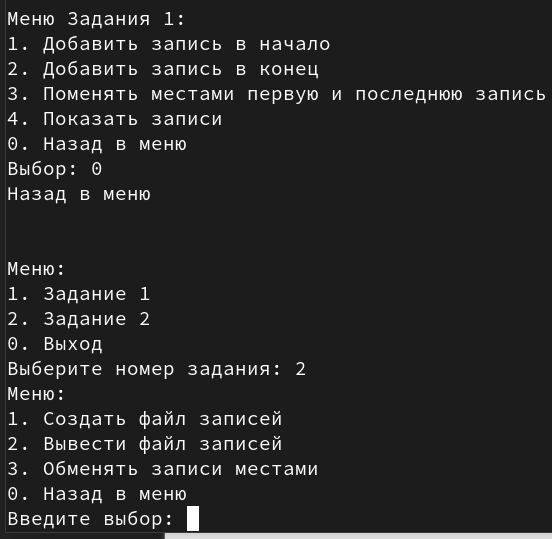 Меню Задания 1:
1. Добавить запись в начало
2. Добавить запись в конец
3. Поменять местами первую и последнюю запись
4. Показать записи
0. Назад в меню
Выбор: 0
Назад в меню
Меню:
1. Задание 1
2. Задание 2
0. Выход
Выберите номер задания: 2
Меню:
1. Создать файл записей
2. Вывести файл записей
3. Обменять записи местами
0. Назад в меню
Введите выбор: